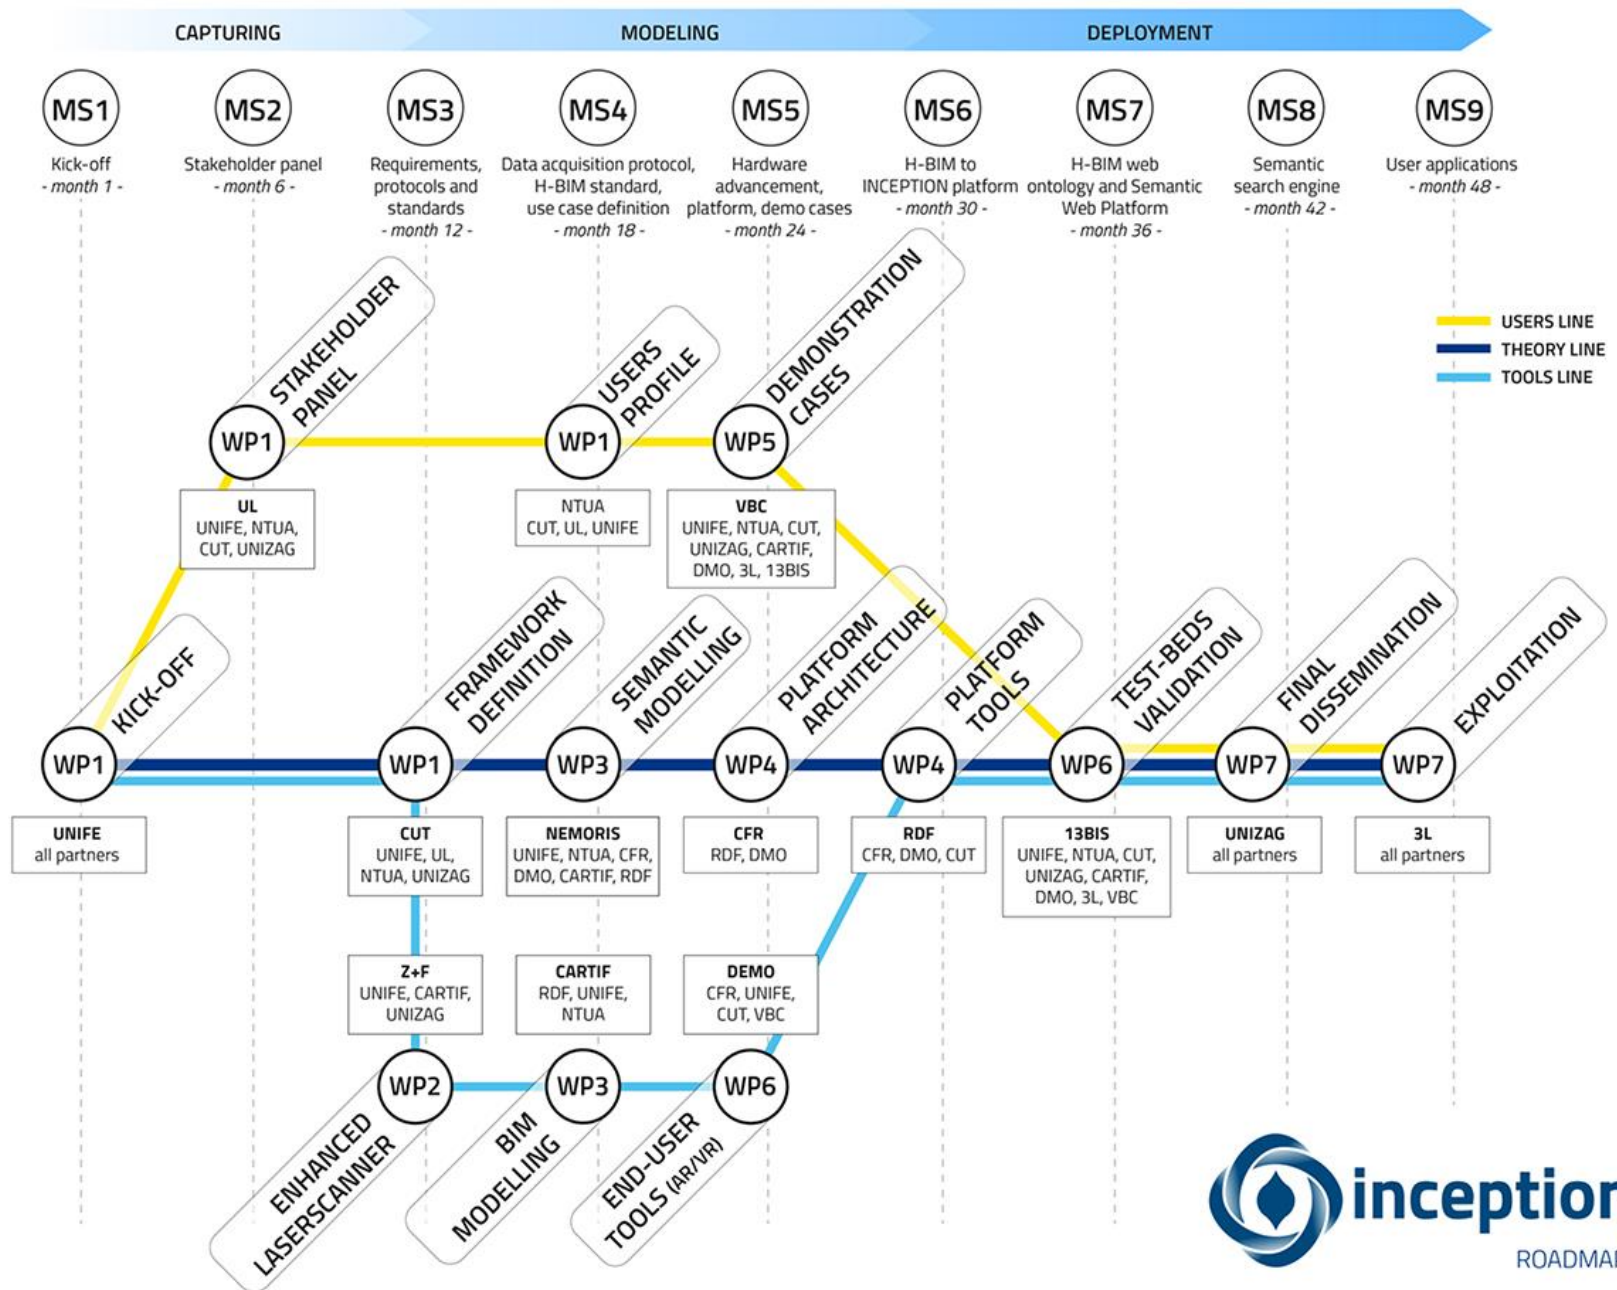 CAPTURING
MODELING
DEPLOYMENT
MS1
Kick-off
- month 1 -
MS2
Stakeholder panel
- month 6 -
MS3
Requirements,
protocols and
standards
- month 12 -
MS4
Data acquisition protocol,
H-BIM standard,
use case definition
- month 18 -
MS5
Hardware
advancement,
platform, demo cases
- month 24 -
MS6
H-BIM to
INCEPTION platform
- month 30 -
MS7
H-BIM web
ontology and Semantic
Web Platform
- month 36 -
MS8
Semantic
search engine
- month 42 -
MS9
User applications
- month 48 -
USERS LINE
THEORY LINE
TOOLS LINE
STAKEHOLDER
PANEL
WP1
UL
UNIFE, NTUA,
CUT, UNIZAG
USERS
PROFILE
WP1
NTUA
CUT, UL, UNIFE
DEMONSTRATION
CASES
WP5
VBC
UNIFE, NTUA, CUT,
UNIZAG, CARTIF,
DMO, 3L, 13BIS
KICK-OFF
WP1
UNIFE
all partners
FRAMEWORK
DEFINITION
WP1
CUT
UNIFE, UL,
NTUA, UNIZAG
SEMANTIC
MODELLING
WP3
NEMORIS
UNIFE, NTUA, CFR,
DMO, CARTIF, RDF
PLATFORM
ARCHITECTURE
WP4
CFR
RDF, DMO
PLATFORM
TOOLS
WP4
RDF
CFR, DMO, CUT
TEST-BEDS
VALIDATION
WP6
13BIS
UNIFE, NTUA, CUT,
UNIZAG, CARTIF,
DMO, 3L, VBC
FINAL
DISSEMINATION
WP7
UNIZAG
all partners
EXPLOITATION
WP7
3L
all partners
Z+F
UNIFE, CARTIF,
UNIZAG
WP2
ENHANCED
LASERSCANNER
CARTIF
RDF, UNIFE,
NTUA
WP3
BIM
MODELLING
DEMO
CFR, UNIFE,
CUT, VBC
WP6
END-USER
TOOLS (AR/VR)
inception
ROADMAP